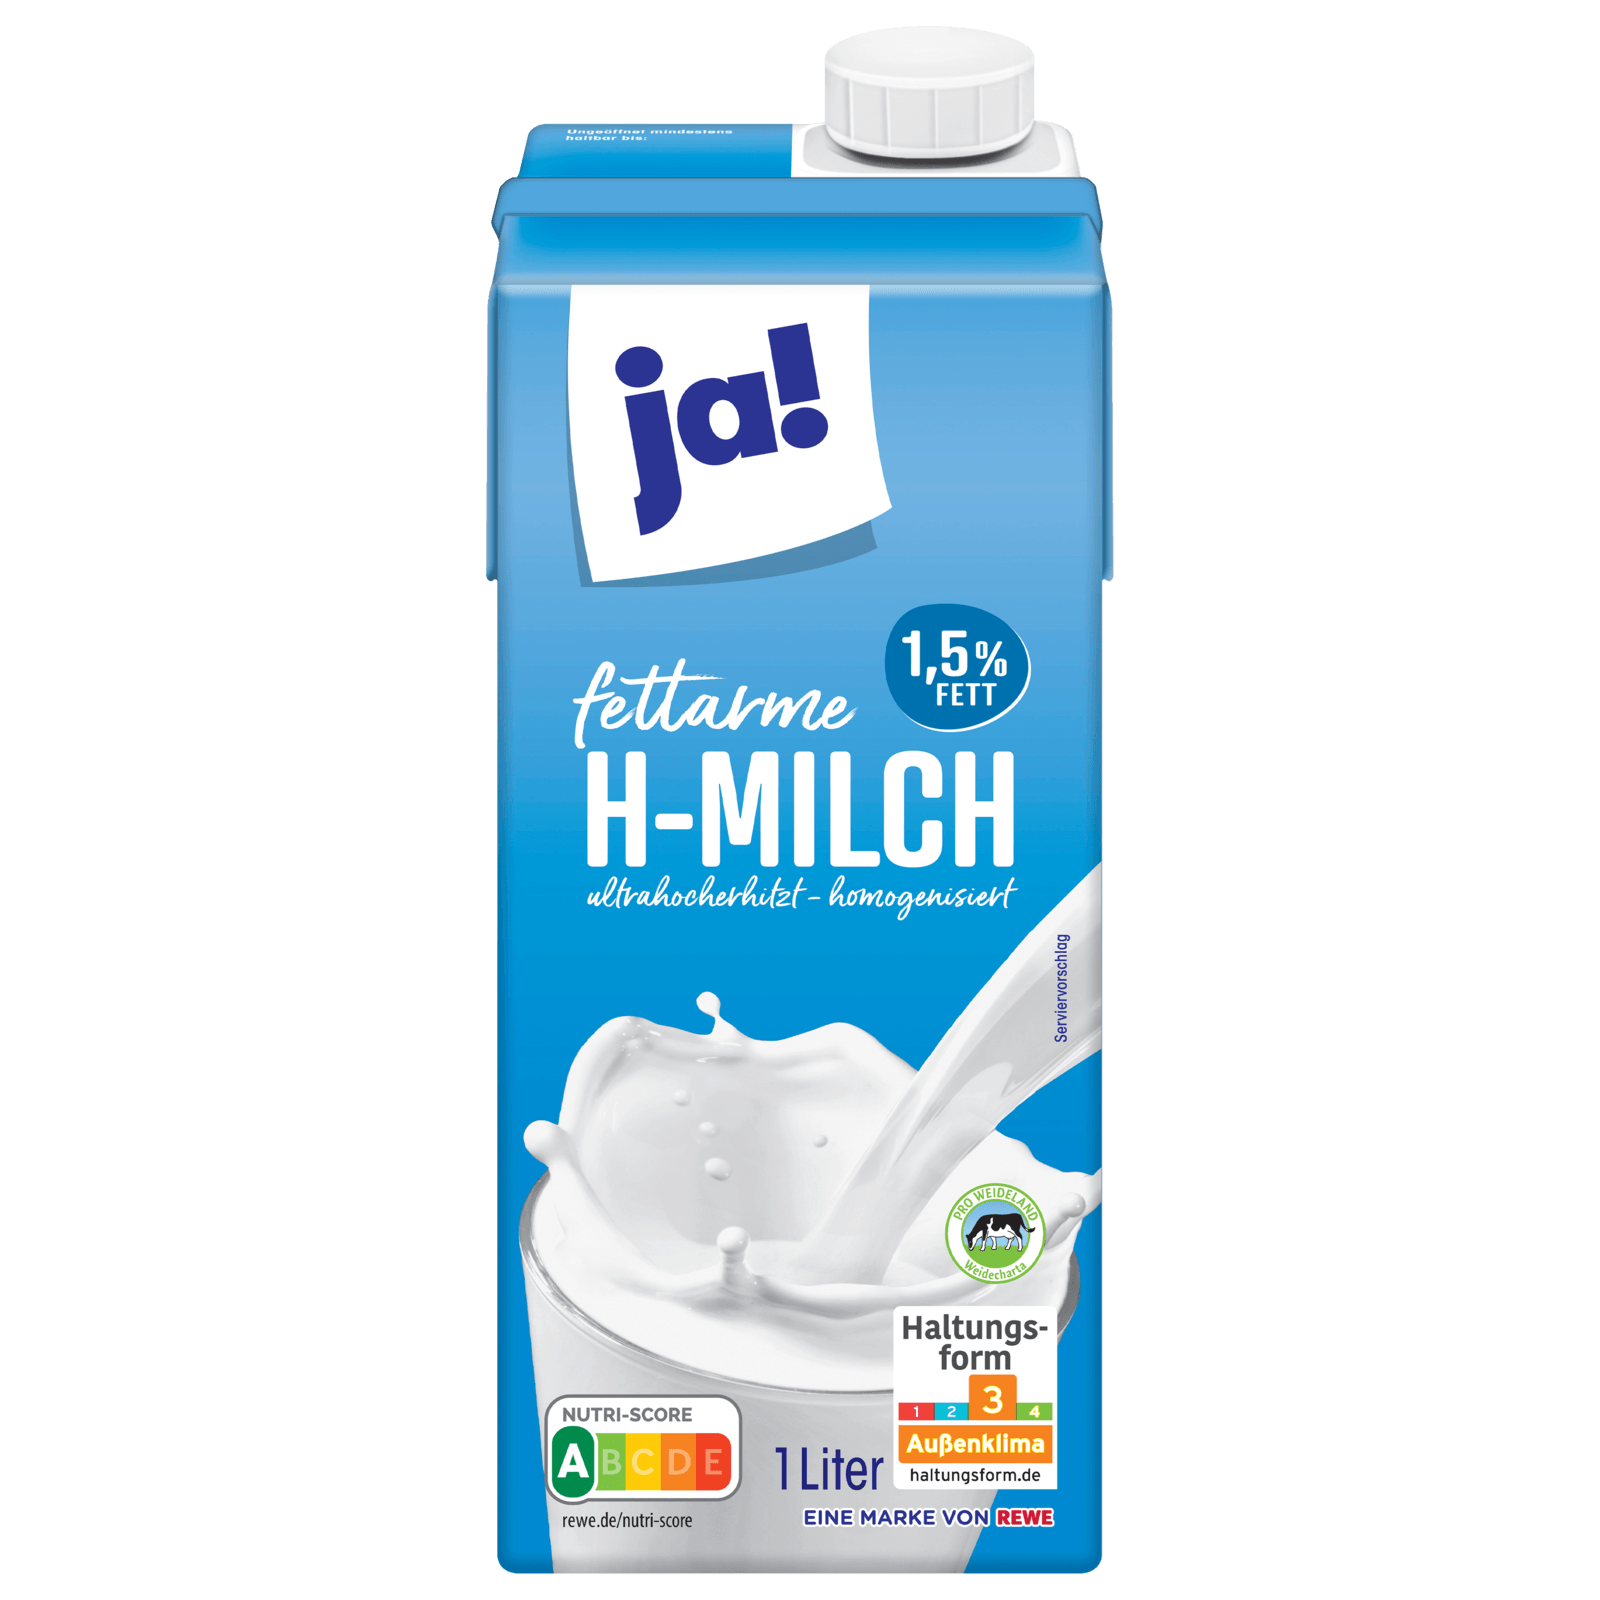 Ungeöffnet mindestens
haltbar bis:
ja!
1,5%
FETT
fettarme
H-MILCH
ultrahocherhitzt - homogenisiert
Serviervorschlag
PRO WEIDELAND
Weidecharta
Haltungs-
form
1 2 3 4
Außenklima
haltungsform.de
NUTRI-SCORE
A B C D E
1 Liter
rewe.de/nutri-score
EINE MARKE VON REWE